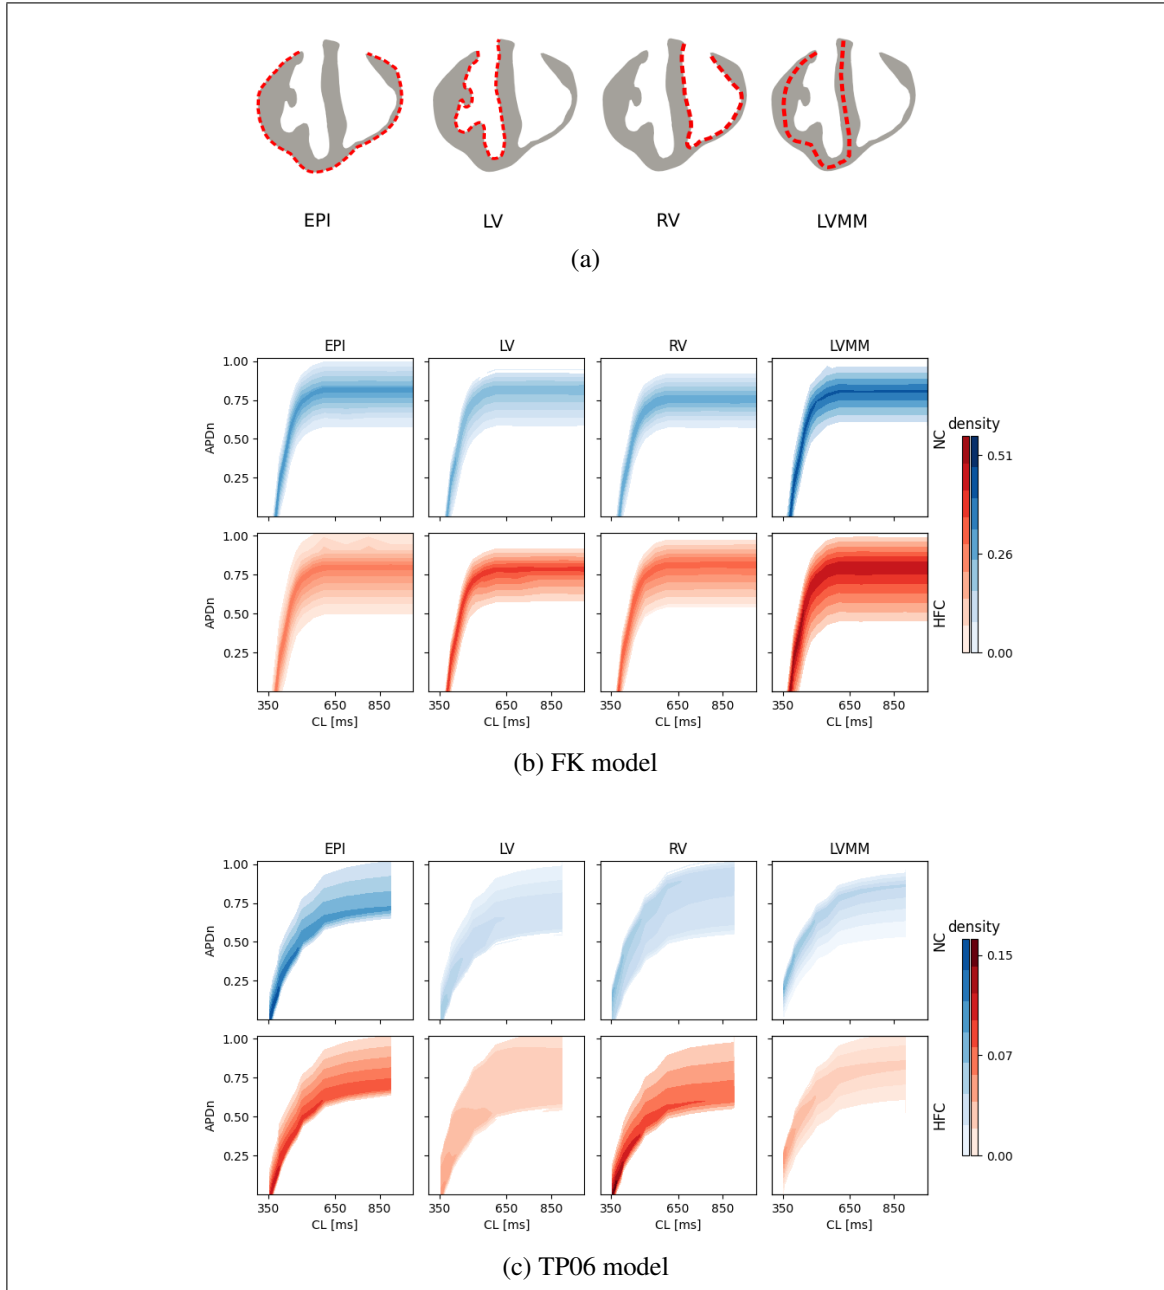 EPI LV RV LVMM
(a)
EPI LV RV LVMM
1.00
0.75
0.50
0.25
APDn
NC
density
0.51
0.26
0.00
1.00
0.75
0.50
0.25
APDn
HFC
350 650 850 350 650 850 350 650 850 350 650 850
CL [ms] CL [ms] CL [ms] CL [ms]
(b) FK model
EPI LV RV LVMM
1.00
0.75
0.50
0.25
APDn
NC
density
0.15
0.07
0.00
1.00
0.75
0.50
0.25
APDn
HFC
350 650 850 350 650 850 350 650 850 350 650 850
CL [ms] CL [ms] CL [ms] CL [ms]
(c) TP06 model